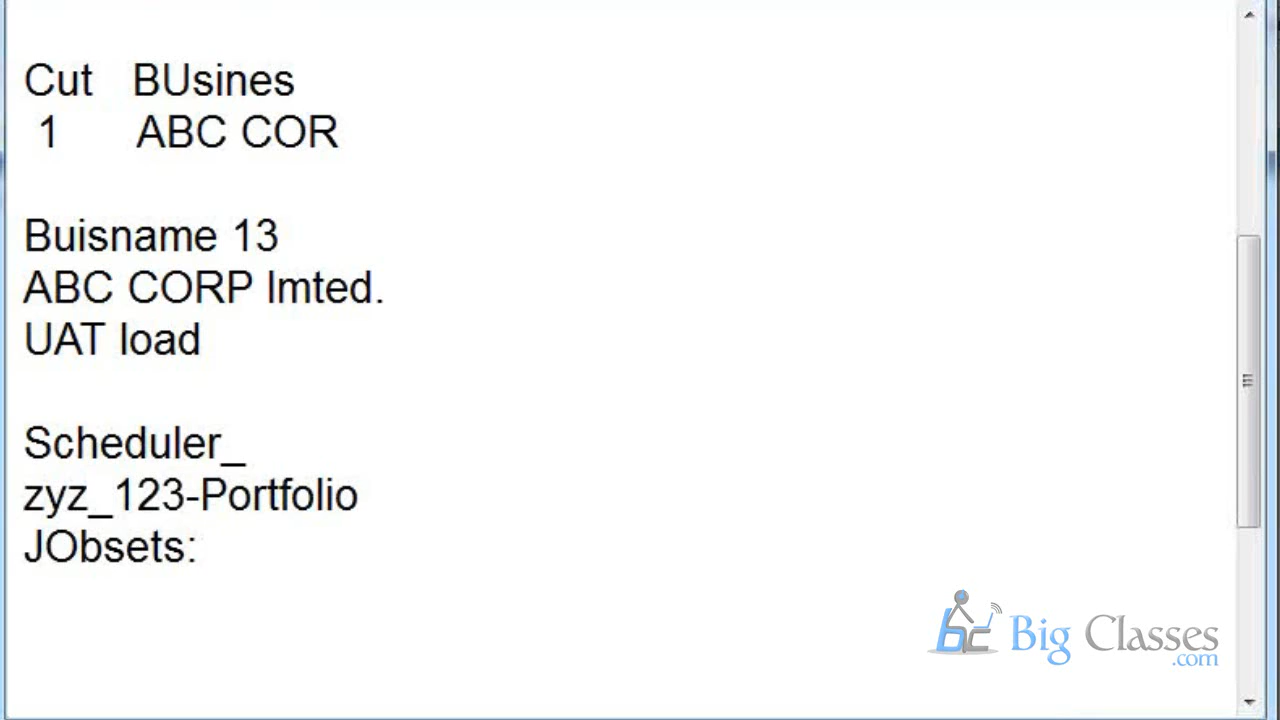 Cut BUsines
1 ABC COR
Buisname 13
ABC CORP lmted.
UAT load
Scheduler_
zyz_123-Portfolio
JObsets:
bc Big Classes
.com